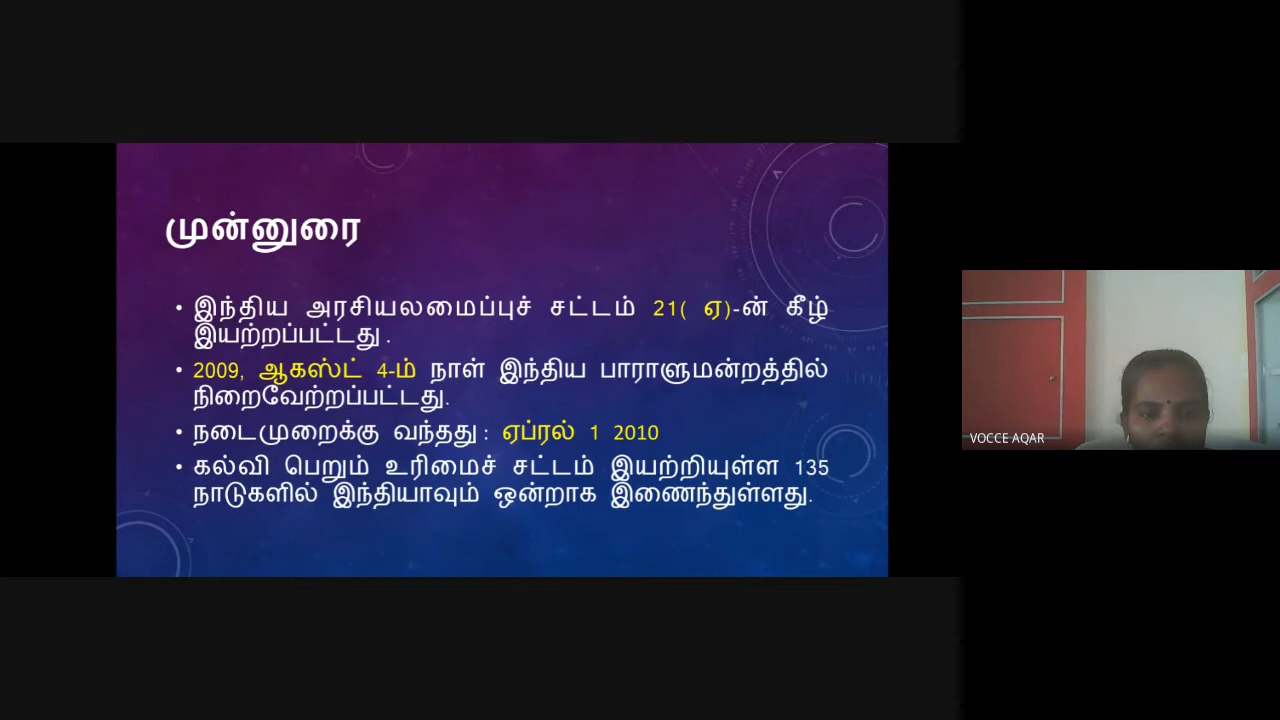 முன்னுரை
• இந்திய அரசியலமைப்புச் சட்டம் 21( ஏ)-ன் கீழ்
இயற்றப்பட்டது .
• 2009, ஆகஸ்ட் 4-ம் நாள் இந்திய பாராளுமன்றத்தில்
நிறைவேற்றப்பட்டது.
• நடைமுறைக்கு வந்தது : ஏப்ரல் 1 2010
• கல்வி பெறும் உரிமைச் சட்டம் இயற்றியுள்ள 135
நாடுகளில் இந்தியாவும் ஒன்றாக இணைந்துள்ளது.
VOCCE AQAR